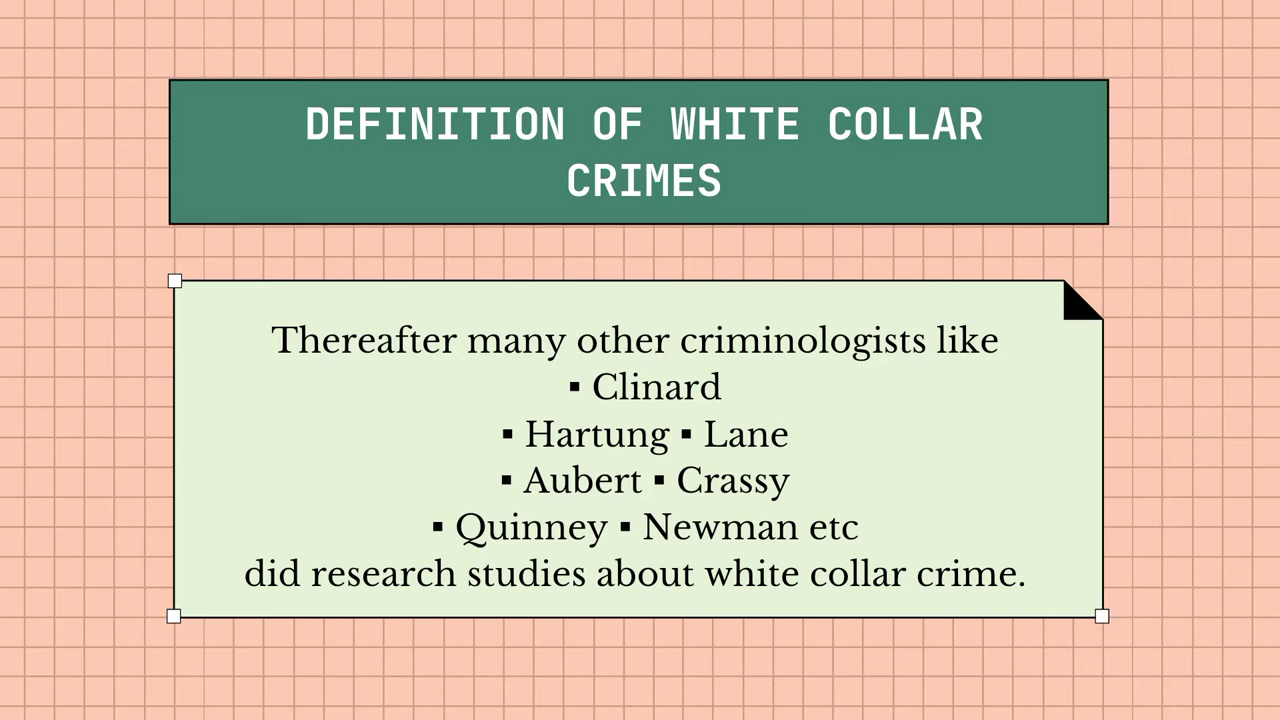 DEFINITION OF WHITE COLLAR
CRIMES
Thereafter many other criminologists like
▪ Clinard
▪ Hartung ▪ Lane
▪ Aubert ▪ Crassy
▪ Quinney ▪ Newman etc
did research studies about white collar crime.